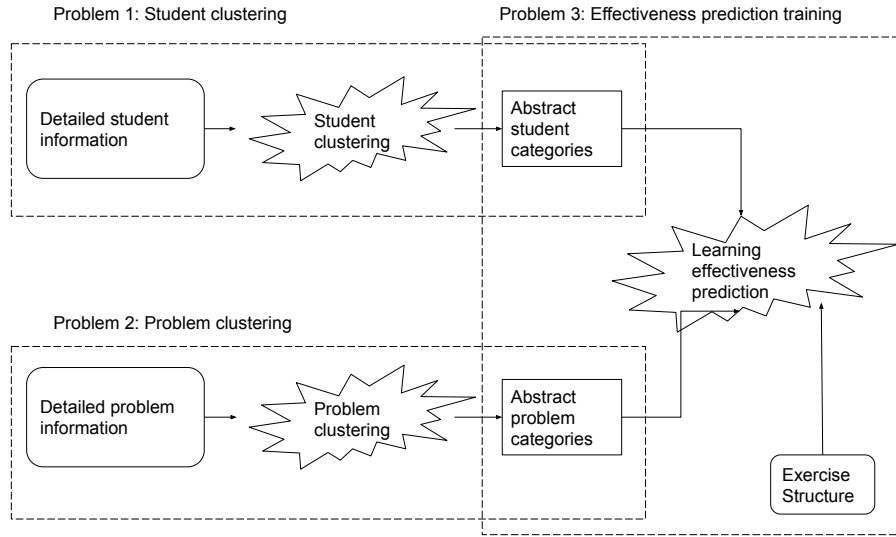 Problem 1: Student clustering
Problem 3: Effectiveness prediction training
Detailed student
information
Student
clustering
Abstract
student
categories
Learning
effectiveness
prediction
Problem 2: Problem clustering
Detailed problem
information
Problem
clustering
Abstract
problem
categories
Exercise
Structure